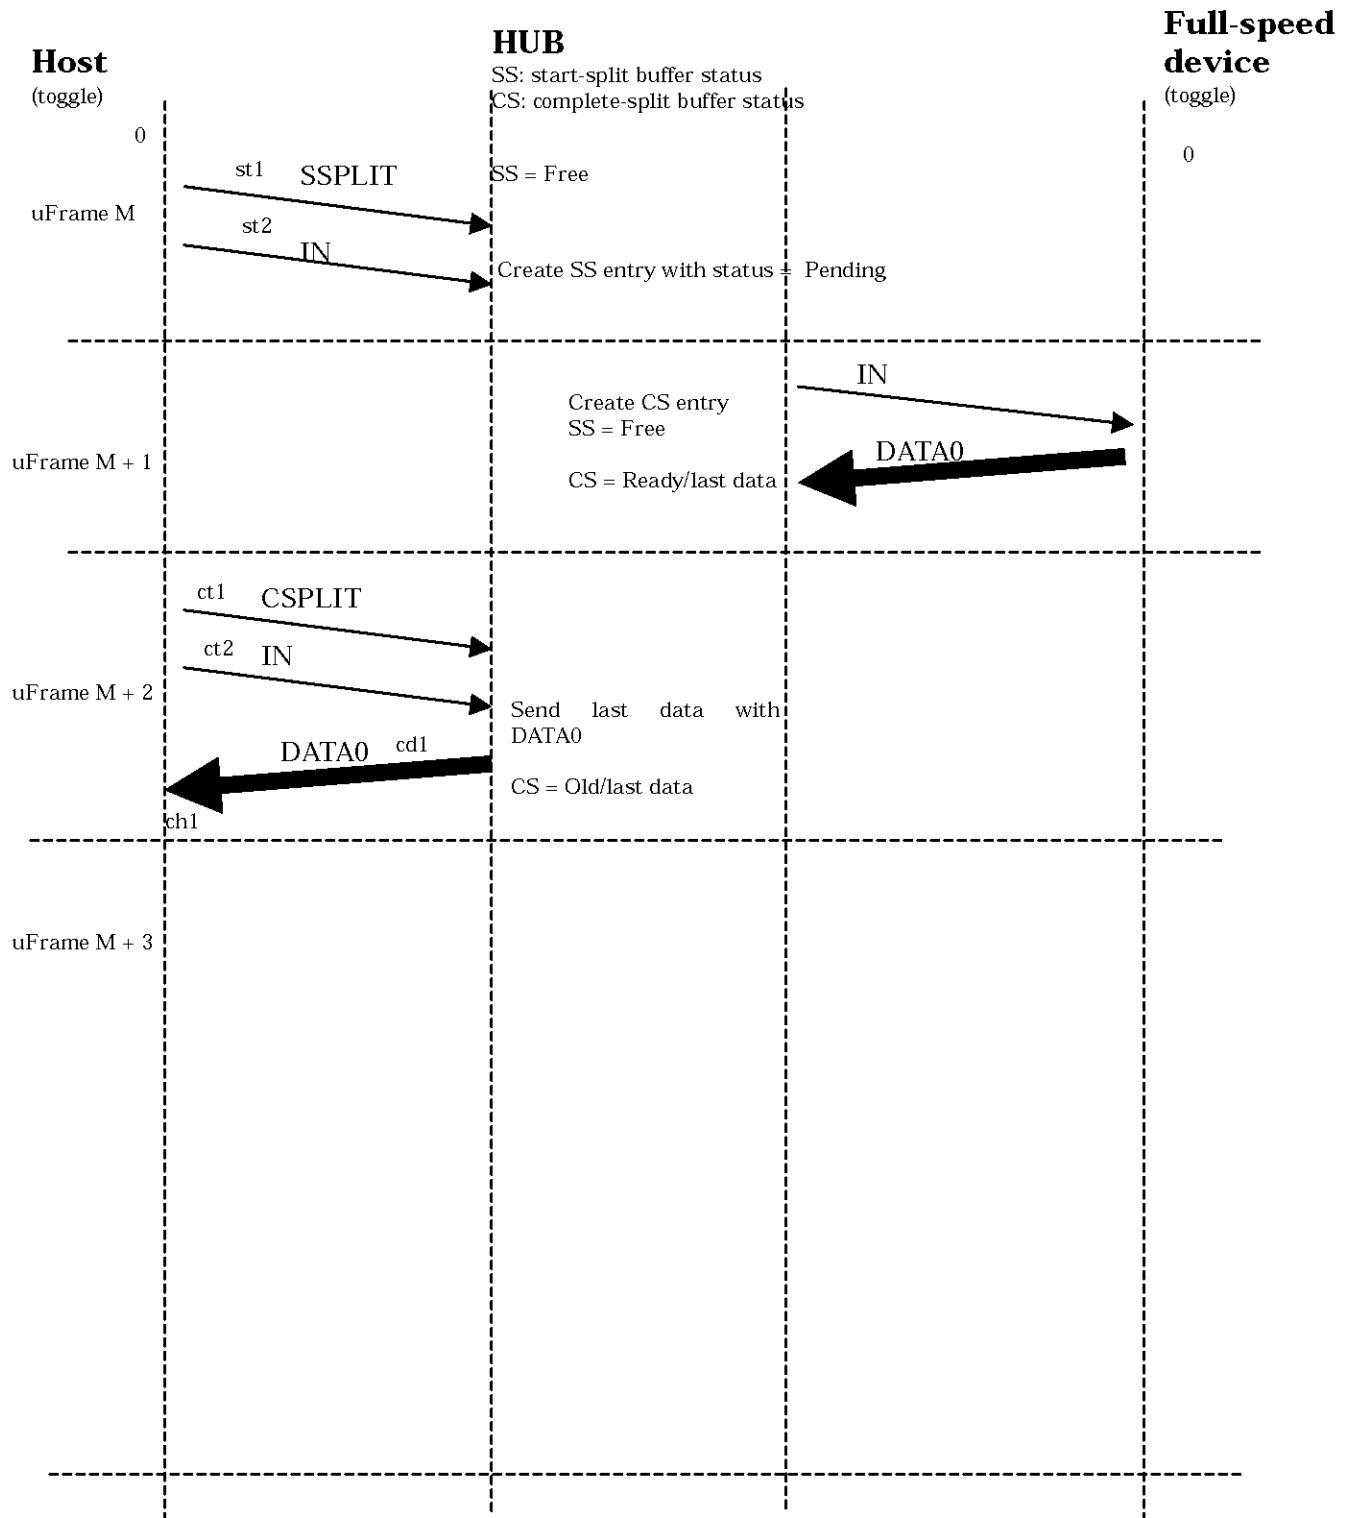 Host
(toggle)
HUB
SS: start-split buffer status
CS: complete-split buffer status
Full-speed
device
(toggle)
0
0
st1 SSPLIT
SS = Free
uFrame M
st2
IN
Create SS entry with status = Pending
IN
Create CS entry
SS = Free
DATA0
uFrame M + 1
CS = Ready/last data
ct1 CSPLIT
ct2 IN
uFrame M + 2
Send last data with
DATA0
DATA0 cd1
CS = Old/last data
ch1
uFrame M + 3